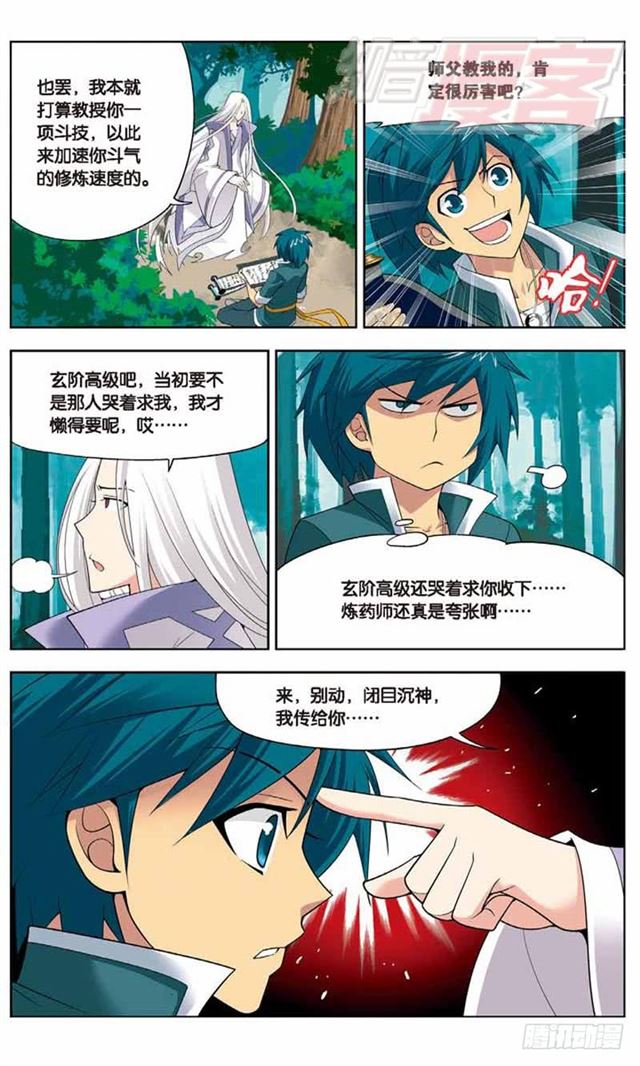 也罢，我本就
打算教授你一
项斗技，以此
来加速你斗气
的修炼速度的。
师父教我的，肯
定很厉害吧？
哈！
玄阶高级吧，当初要不
是那人哭着求我，我才
懒得要呢，哎……
玄阶高级还哭着求你收下……
炼药师还真是夸张啊……
来，别动，闭目沉神，
我传给你……
腾讯动漫